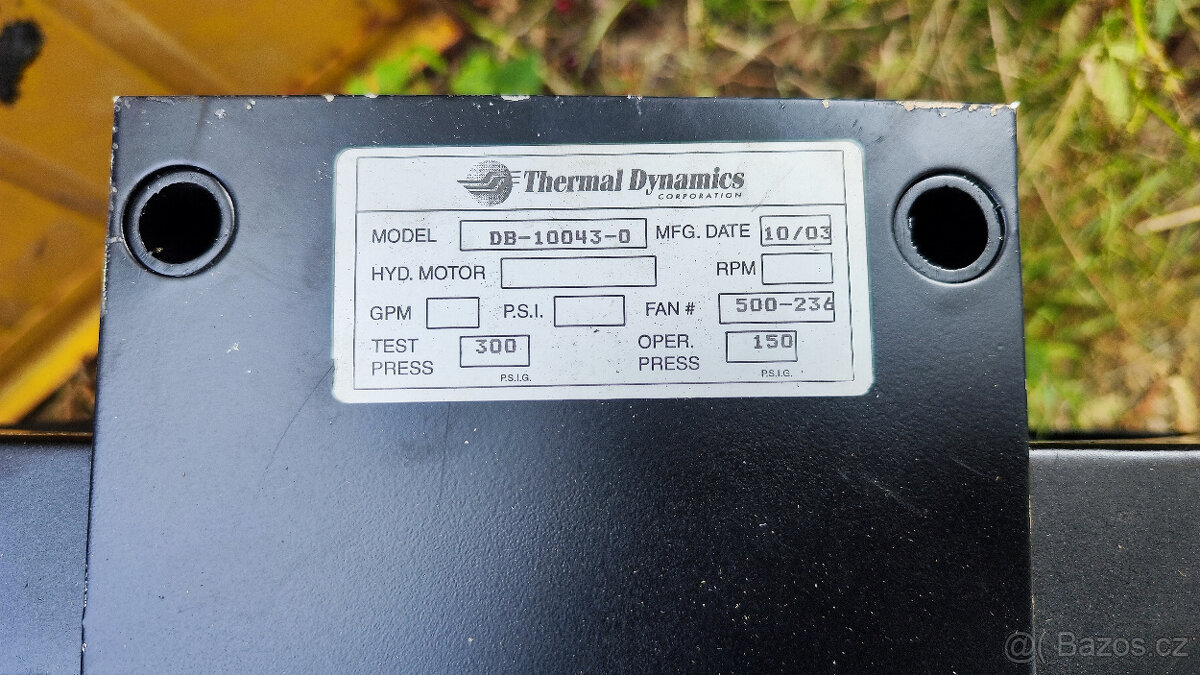 Thermal Dynamics
CORPORATION
MODEL DB-10043-0 MFG. DATE 10/03
HYD. MOTOR RPM
GPM P.S.I. FAN # 500-236
TEST PRESS 300 P.S.I.G. OPER. PRESS 150 P.S.I.G.
@( Bazos.cz